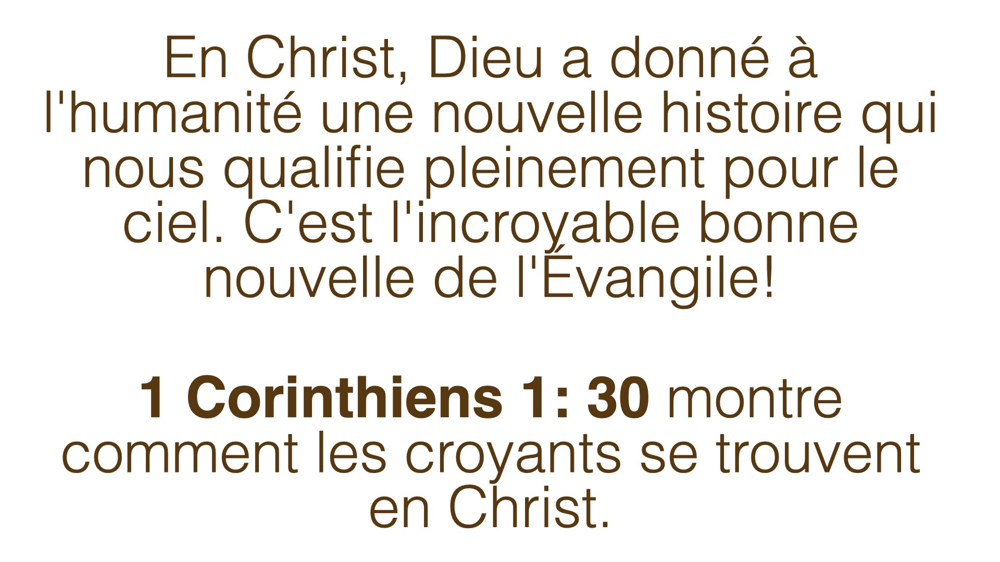 En Christ, Dieu a donné à
l'humanité une nouvelle histoire qui
nous qualifie pleinement pour le
ciel. C'est l'incroyable bonne
nouvelle de l'Évangile!
1 Corinthiens 1: 30 montre
comment les croyants se trouvent
en Christ.